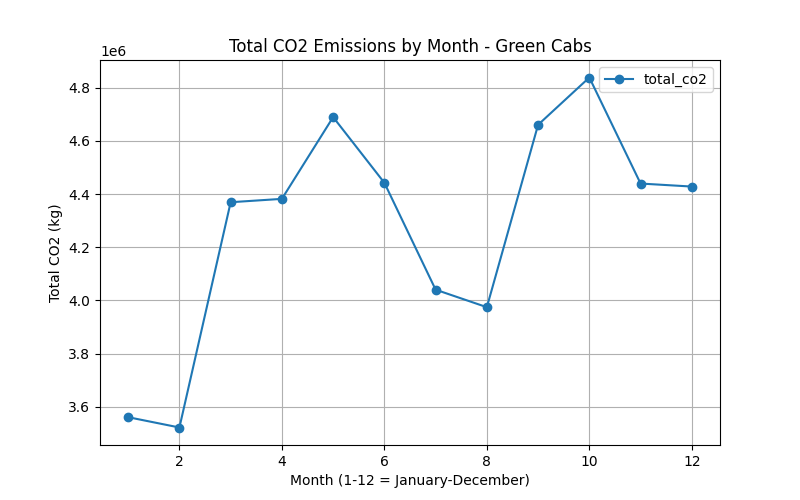 Total CO2 Emissions by Month - Green Cabs
1e6
total_co2
4.8
4.6
4.4
4.2
4.0
3.8
3.6
Total CO2 (kg)
2 4 6 8 10 12
Month (1-12 = January-December)